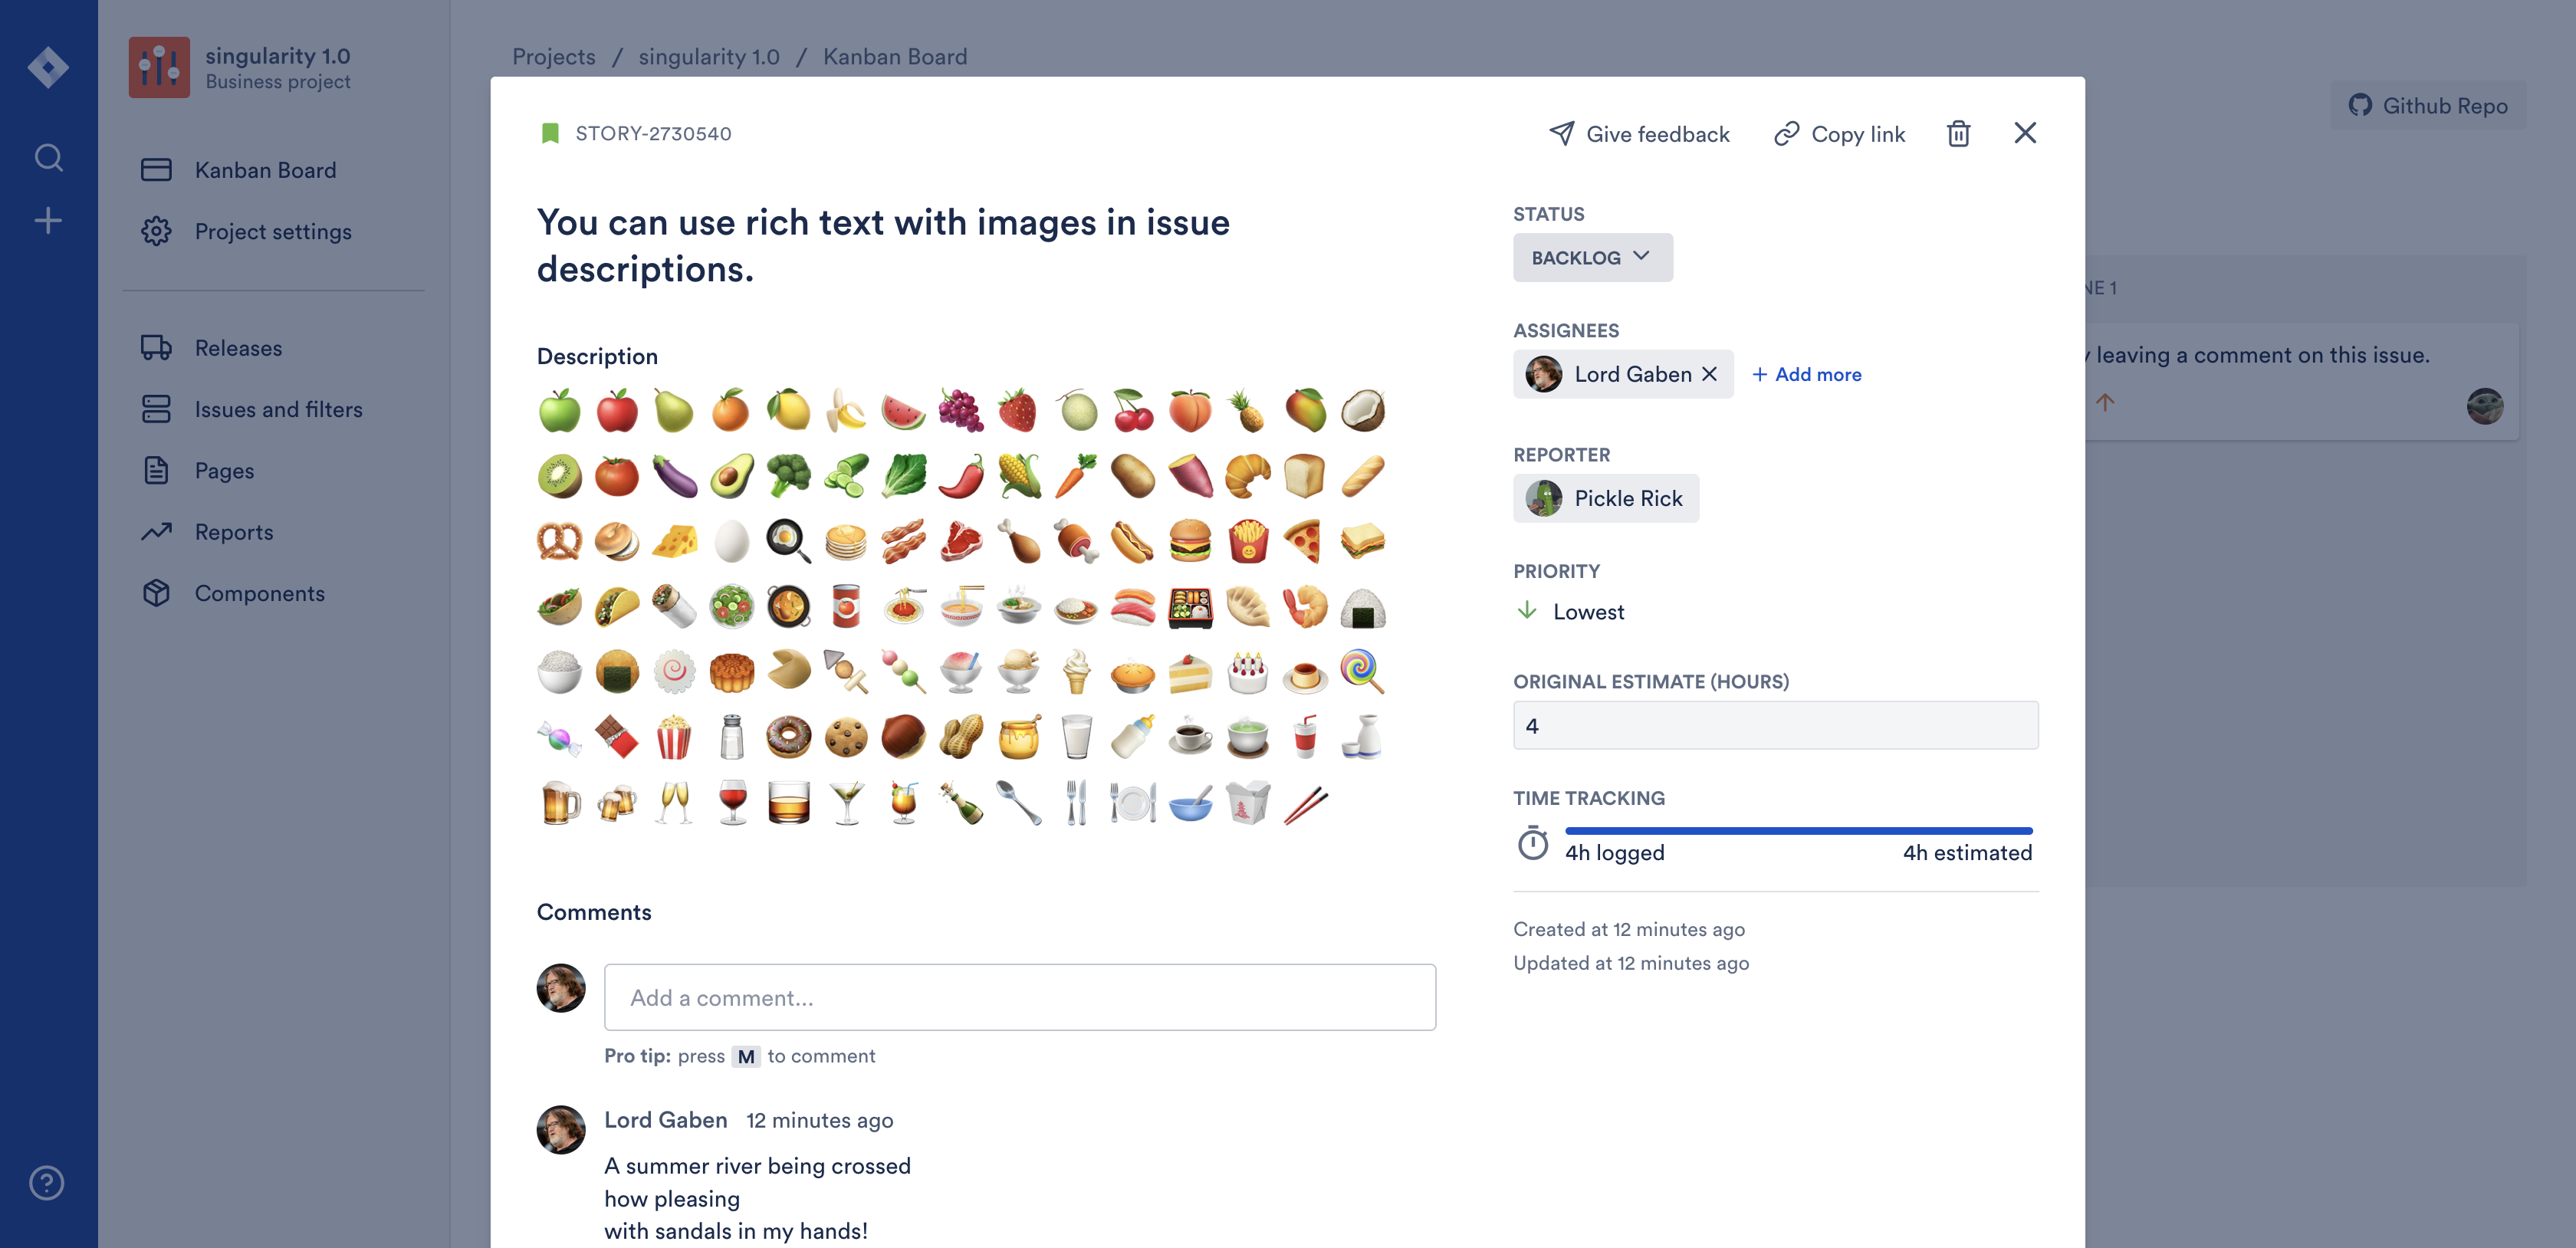 singularity 1.0
Business project
Kanban Board
Project settings
Releases
Issues and filters
Pages
Reports
Components
Projects / singularity 1.0 / Kanban Board
Github Repo
STORY-2730540
Give feedback
Copy link
You can use rich text with images in issue
descriptions.
Description
Comments
Add a comment...
Pro tip: press M to comment
Lord Gaben 12 minutes ago
A summer river being crossed
how pleasing
with sandals in my hands!
STATUS
BACKLOG
ASSIGNEES
Lord Gaben
Add more
REPORTER
Pickle Rick
PRIORITY
Lowest
ORIGINAL ESTIMATE (HOURS)
4
TIME TRACKING
4h logged 4h estimated
Created at 12 minutes ago
Updated at 12 minutes ago
NE 1
leaving a comment on this issue.